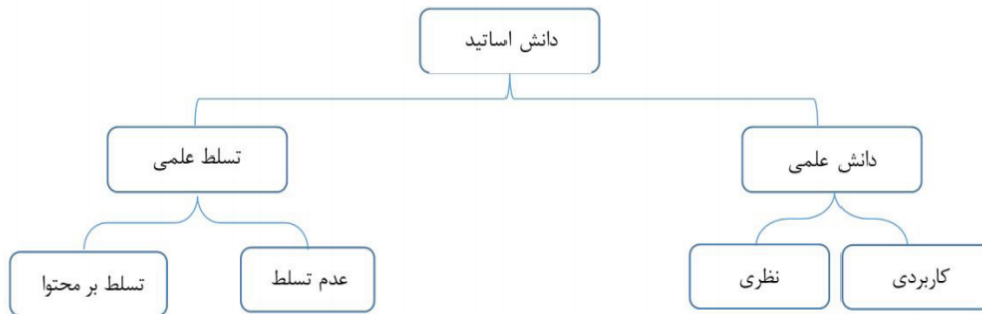 دانش اساتید
دانش علمی
تسلط علمی
کاربردی
نظری
عدم تسلط
تسلط بر محتوا